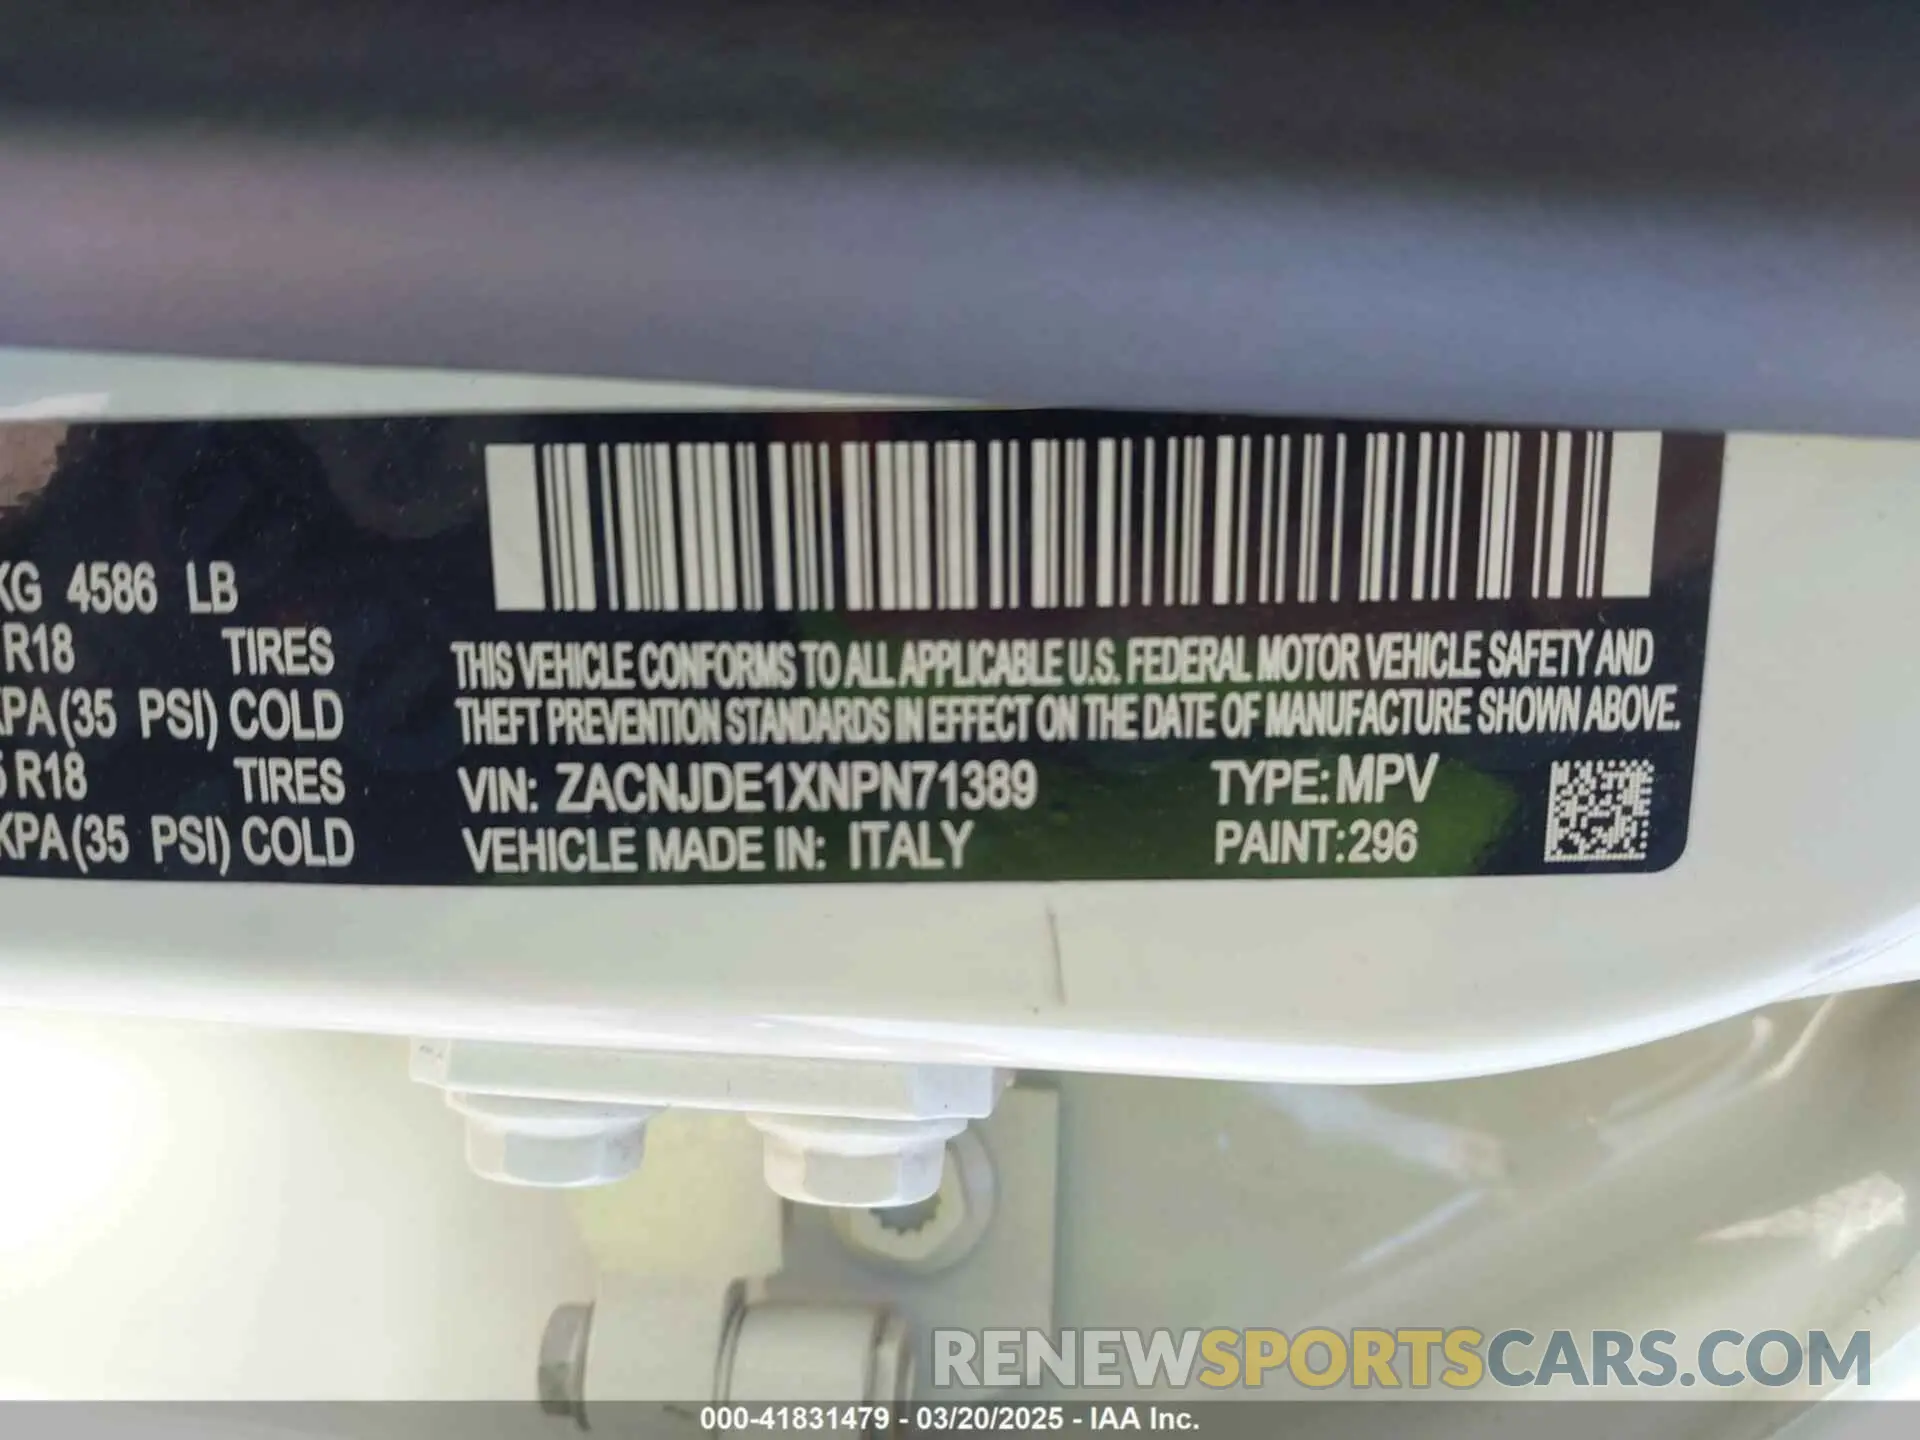 KG 4586 LB
R18 TIRES
KPA (35 PSI) COLD
5 R18 TIRES
KPA (35 PSI) COLD
THIS VEHICLE CONFORMS TO ALL APPLICABLE U.S. FEDERAL MOTOR VEHICLE SAFETY AND
THEFT PREVENTION STANDARDS IN EFFECT ON THE DATE OF MANUFACTURE SHOWN ABOVE.
VIN: ZACNJDE1XNPN71389 TYPE: MPV
VEHICLE MADE IN: ITALY PAINT: 296
RENEWSPORTSCARS.COM
000-41831479 - 03/20/2025 - IAA Inc.